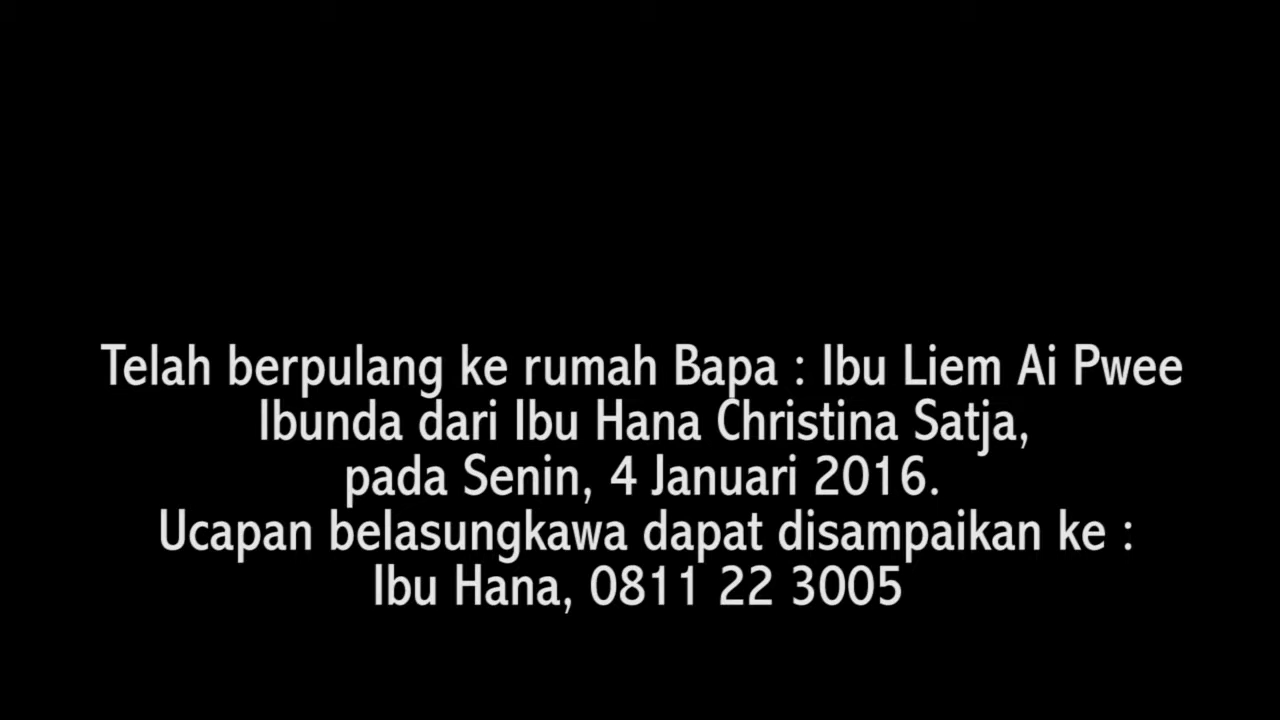 Telah berpulang ke rumah Bapa : Ibu Liem Ai Pwee
Ibunda dari Ibu Hana Christina Satja,
pada Senin, 4 Januari 2016.
Ucapan belasungkawa dapat disampaikan ke :
Ibu Hana, 0811 22 3005